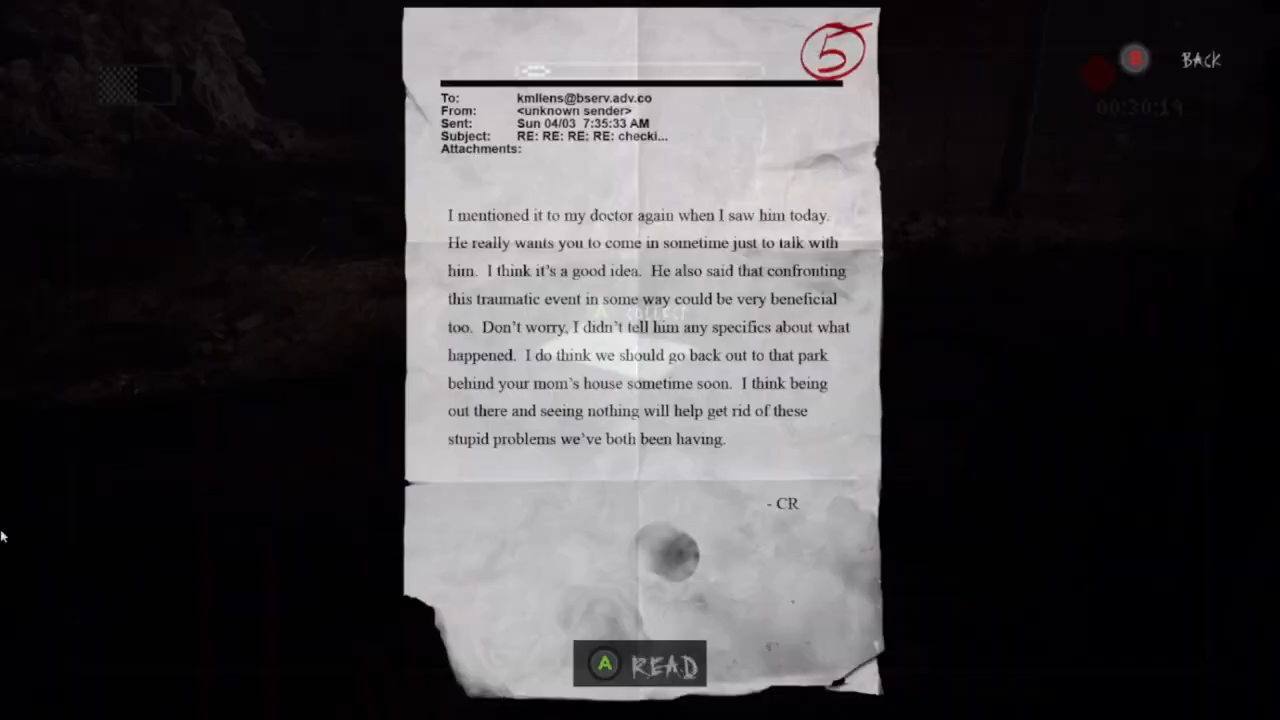 5
BACK
00:30:19
To: kmllens@bserv.adv.co
From: <unknown sender>
Sent: Sun 04/03 7:35:33 AM
Subject: RE: RE: RE: RE: checki...
Attachments:
I mentioned it to my doctor again when I saw him today.
He really wants you to come in sometime just to talk with
him. I think it's a good idea. He also said that confronting
this traumatic event in some way could be very beneficial
too. Don't worry, I didn't tell him any specifics about what
happened. I do think we should go back out to that park
behind your mom's house sometime soon. I think being
out there and seeing nothing will help get rid of these
stupid problems we've both been having.
- CR
A READ